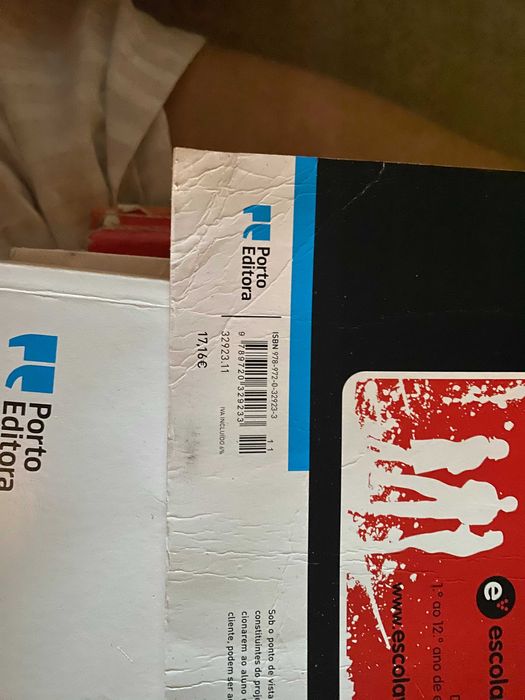 Porto
Editora
ISBN 978-972-0-32923-3
9 789720 329233
1 1
32923.11
IVA INCLUÍDO 6%
17,16€
Porto
Editora
Sob o ponto de vista
constituintes do proj
cionarem ao aluno
cliente, podem ser a
e
escola
1.º ao 12.º ano de
www.escola